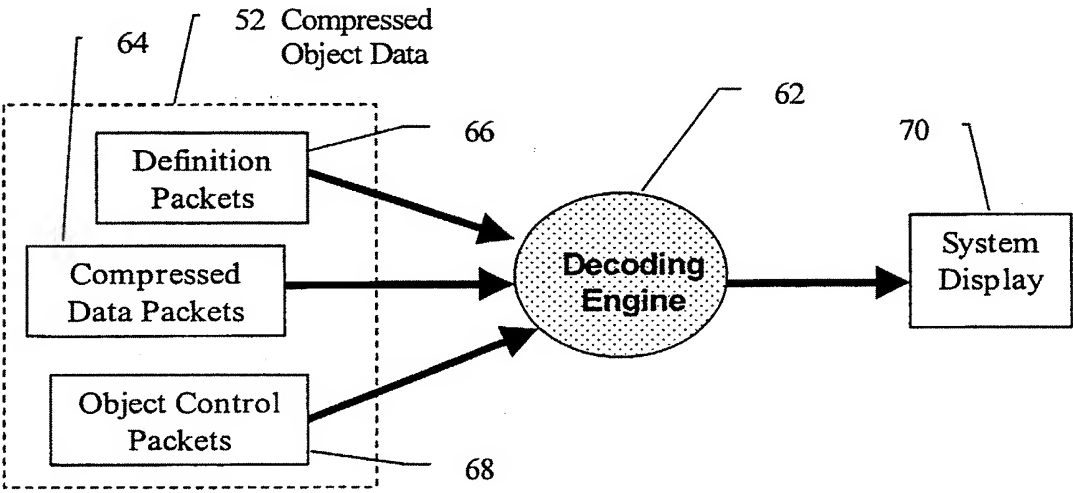 52 Compressed
Object Data
64
62
66
70
Definition
Packets
System
Display
Compressed
Data Packets
Decoding
Engine
Object Control
Packets
68